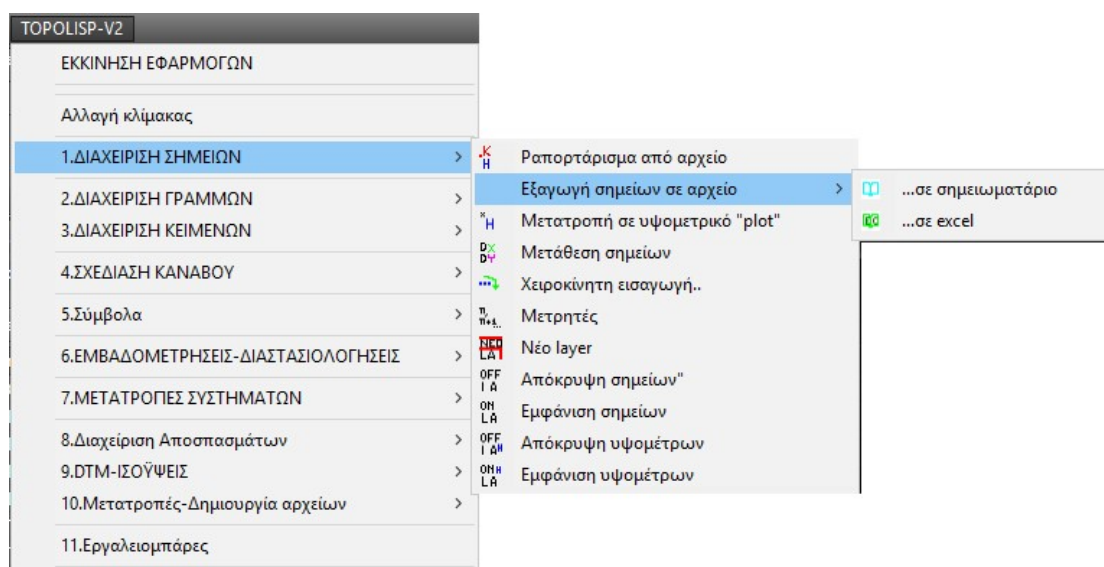 TOPOLISP-V2
ΕΚΚΙΝΗΣΗ ΕΦΑΡΜΟΓΩΝ
Αλλαγή κλίμακας
1.ΔΙΑΧΕΙΡΙΣΗ ΣΗΜΕΙΩΝ
2.ΔΙΑΧΕΙΡΙΣΗ ΓΡΑΜΜΩΝ
3.ΔΙΑΧΕΙΡΙΣΗ ΚΕΙΜΕΝΩΝ
4.ΣΧΕΔΙΑΣΗ ΚΑΝΑΒΟΥ
5.Σύμβολα
6.ΕΜΒΑΔΟΜΕΤΡΗΣΕΙΣ-ΔΙΑΣΤΑΣΙΟΛΟΓΗΣΕΙΣ
7.ΜΕΤΑΤΡΟΠΕΣ ΣΥΣΤΗΜΑΤΩΝ
8.Διαχείριση Αποσπασμάτων
9.DTM-ΙΣΟΫΨΕΙΣ
10.Μετατροπές-Δημιουργία αρχείων
11.Εργαλειομπάρες
Ραπορτάρισμα από αρχείο
Εξαγωγή σημείων σε αρχείο
Μετατροπή σε υψομετρικό "plot"
Μετάθεση σημείων
Χειροκίνητη εισαγωγή..
Μετρητές
Νέο layer
Απόκρυψη σημείων"
Εμφάνιση σημείων
Απόκρυψη υψομέτρων
Εμφάνιση υψομέτρων
...σε σημειωματάριο
...σε excel